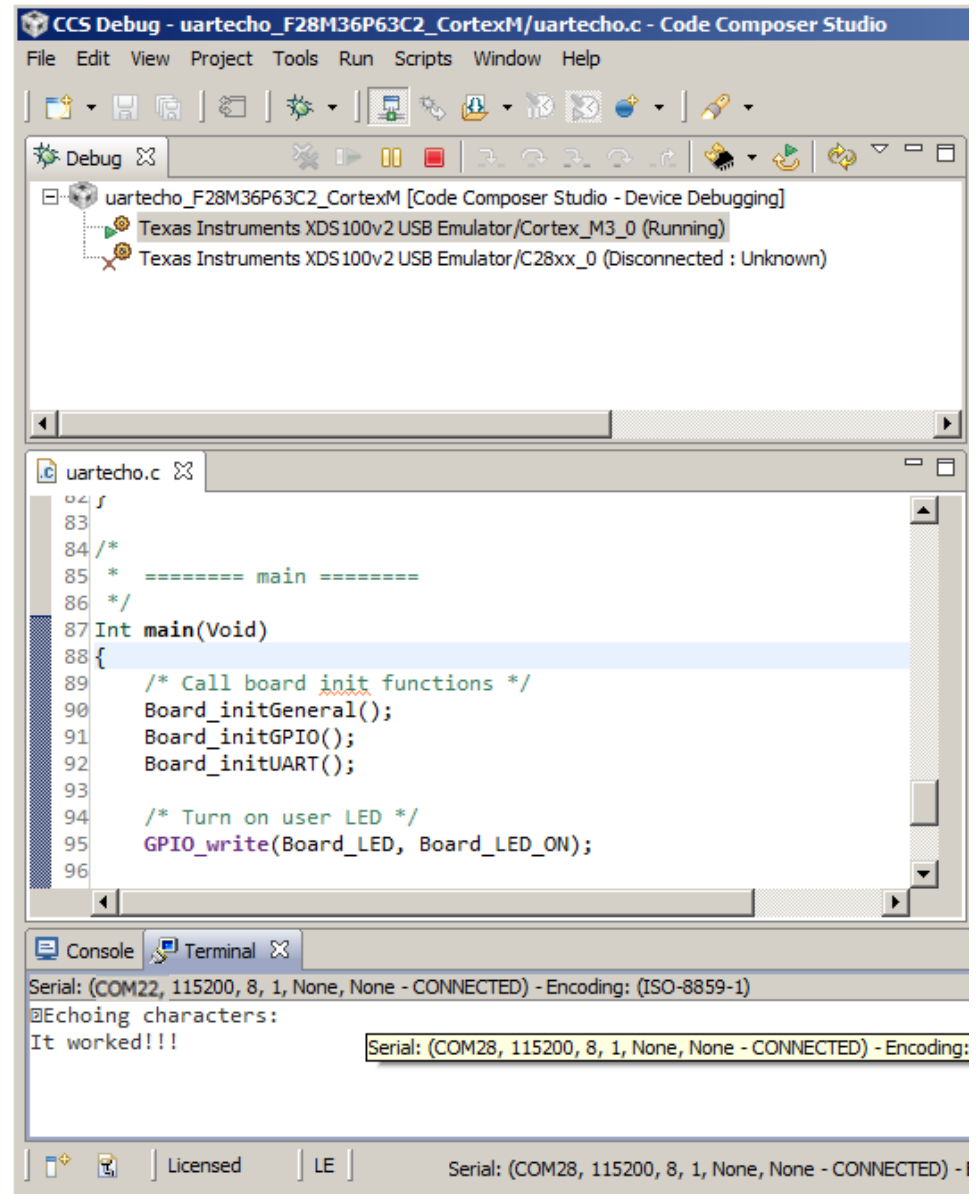 CCS Debug - uartecho_F28M36P63C2_CortexM/uartecho.c - Code Composer Studio
File Edit View Project Tools Run Scripts Window Help
Debug
uartecho_F28M36P63C2_CortexM [Code Composer Studio - Device Debugging]
Texas Instruments XDS100v2 USB Emulator/Cortex_M3_0 (Running)
Texas Instruments XDS100v2 USB Emulator/C28xx_0 (Disconnected : Unknown)
uartecho.c
82 }
83
84 /*
85  *  ======== main ========
86  */
87 Int main(Void)
88 {
89     /* Call board init functions */
90     Board_initGeneral();
91     Board_initGPIO();
92     Board_initUART();
93
94     /* Turn on user LED */
95     GPIO_write(Board_LED, Board_LED_ON);
96
Console Terminal
Serial: (COM22, 115200, 8, 1, None, None - CONNECTED) - Encoding: (ISO-8859-1)
Echoing characters:
It worked!!!
Serial: (COM28, 115200, 8, 1, None, None - CONNECTED) - Encoding:
Licensed LE Serial: (COM28, 115200, 8, 1, None, None - CONNECTED) -